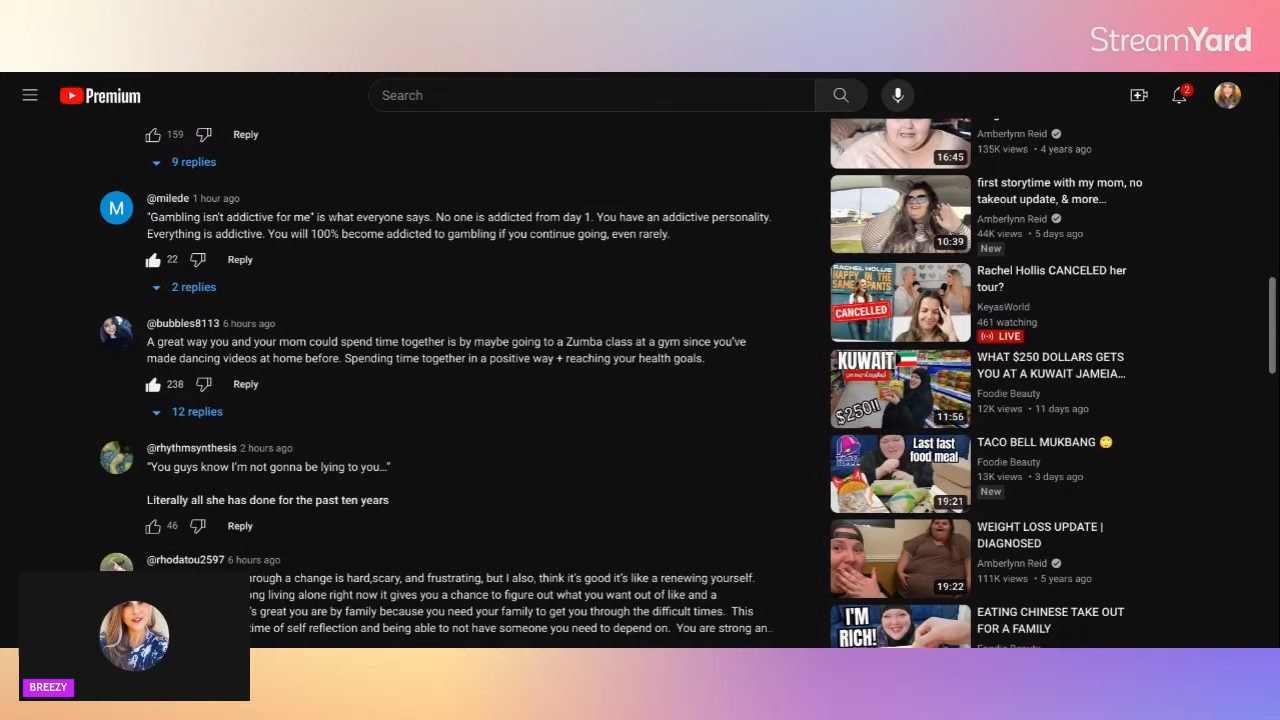 StreamYard
Premium
Search
2
159
Reply
9 replies
M
@milede 1 hour ago
"Gambling isn't addictive for me" is what everyone says. No one is addicted from day 1. You have an addictive personality.
Everything is addictive. You will 100% become addicted to gambling if you continue going, even rarely.
22
Reply
2 replies
@bubbles8113 6 hours ago
A great way you and your mom could spend time together is by maybe going to a Zumba class at a gym since you've
made dancing videos at home before. Spending time together in a positive way + reaching your health goals.
238
Reply
12 replies
@rhythmsynthesis 2 hours ago
“You guys know I'm not gonna be lying to you…”
Literally all she has done for the past ten years
46
Reply
@rhodatou2597 6 hours ago
hrough a change is hard,scary, and frustrating, but I also, think it's good it's like a renewing yourself.
ong living alone right now it gives you a chance to figure out what you want out of like and a
's great you are by family because you need your family to get you through the difficult times. This
time of self reflection and being able to not have someone you need to depend on. You are strong an..
BREEZY
Amberlynn Reid
135K views • 4 years ago
16:45
first storytime with my mom, no
takeout update, & more…
Amberlynn Reid
44K views • 5 days ago
New
10:39
RACHEL HOLLIS
HAPPY IN THE
SAME PANTS
CANCELLED
Rachel Hollis CANCELED her
tour?
KeyasWorld
461 watching
LIVE
KUWAIT
$250!!
11:56
WHAT $250 DOLLARS GETS
YOU AT A KUWAIT JAMEIA…
Foodie Beauty
12K views • 11 days ago
Last fast
food meal
19:21
TACO BELL MUKBANG 🙄
Foodie Beauty
13K views • 3 days ago
New
19:22
WEIGHT LOSS UPDATE |
DIAGNOSED
Amberlynn Reid
111K views • 5 years ago
I'M
RICH!
EATING CHINESE TAKE OUT
FOR A FAMILY